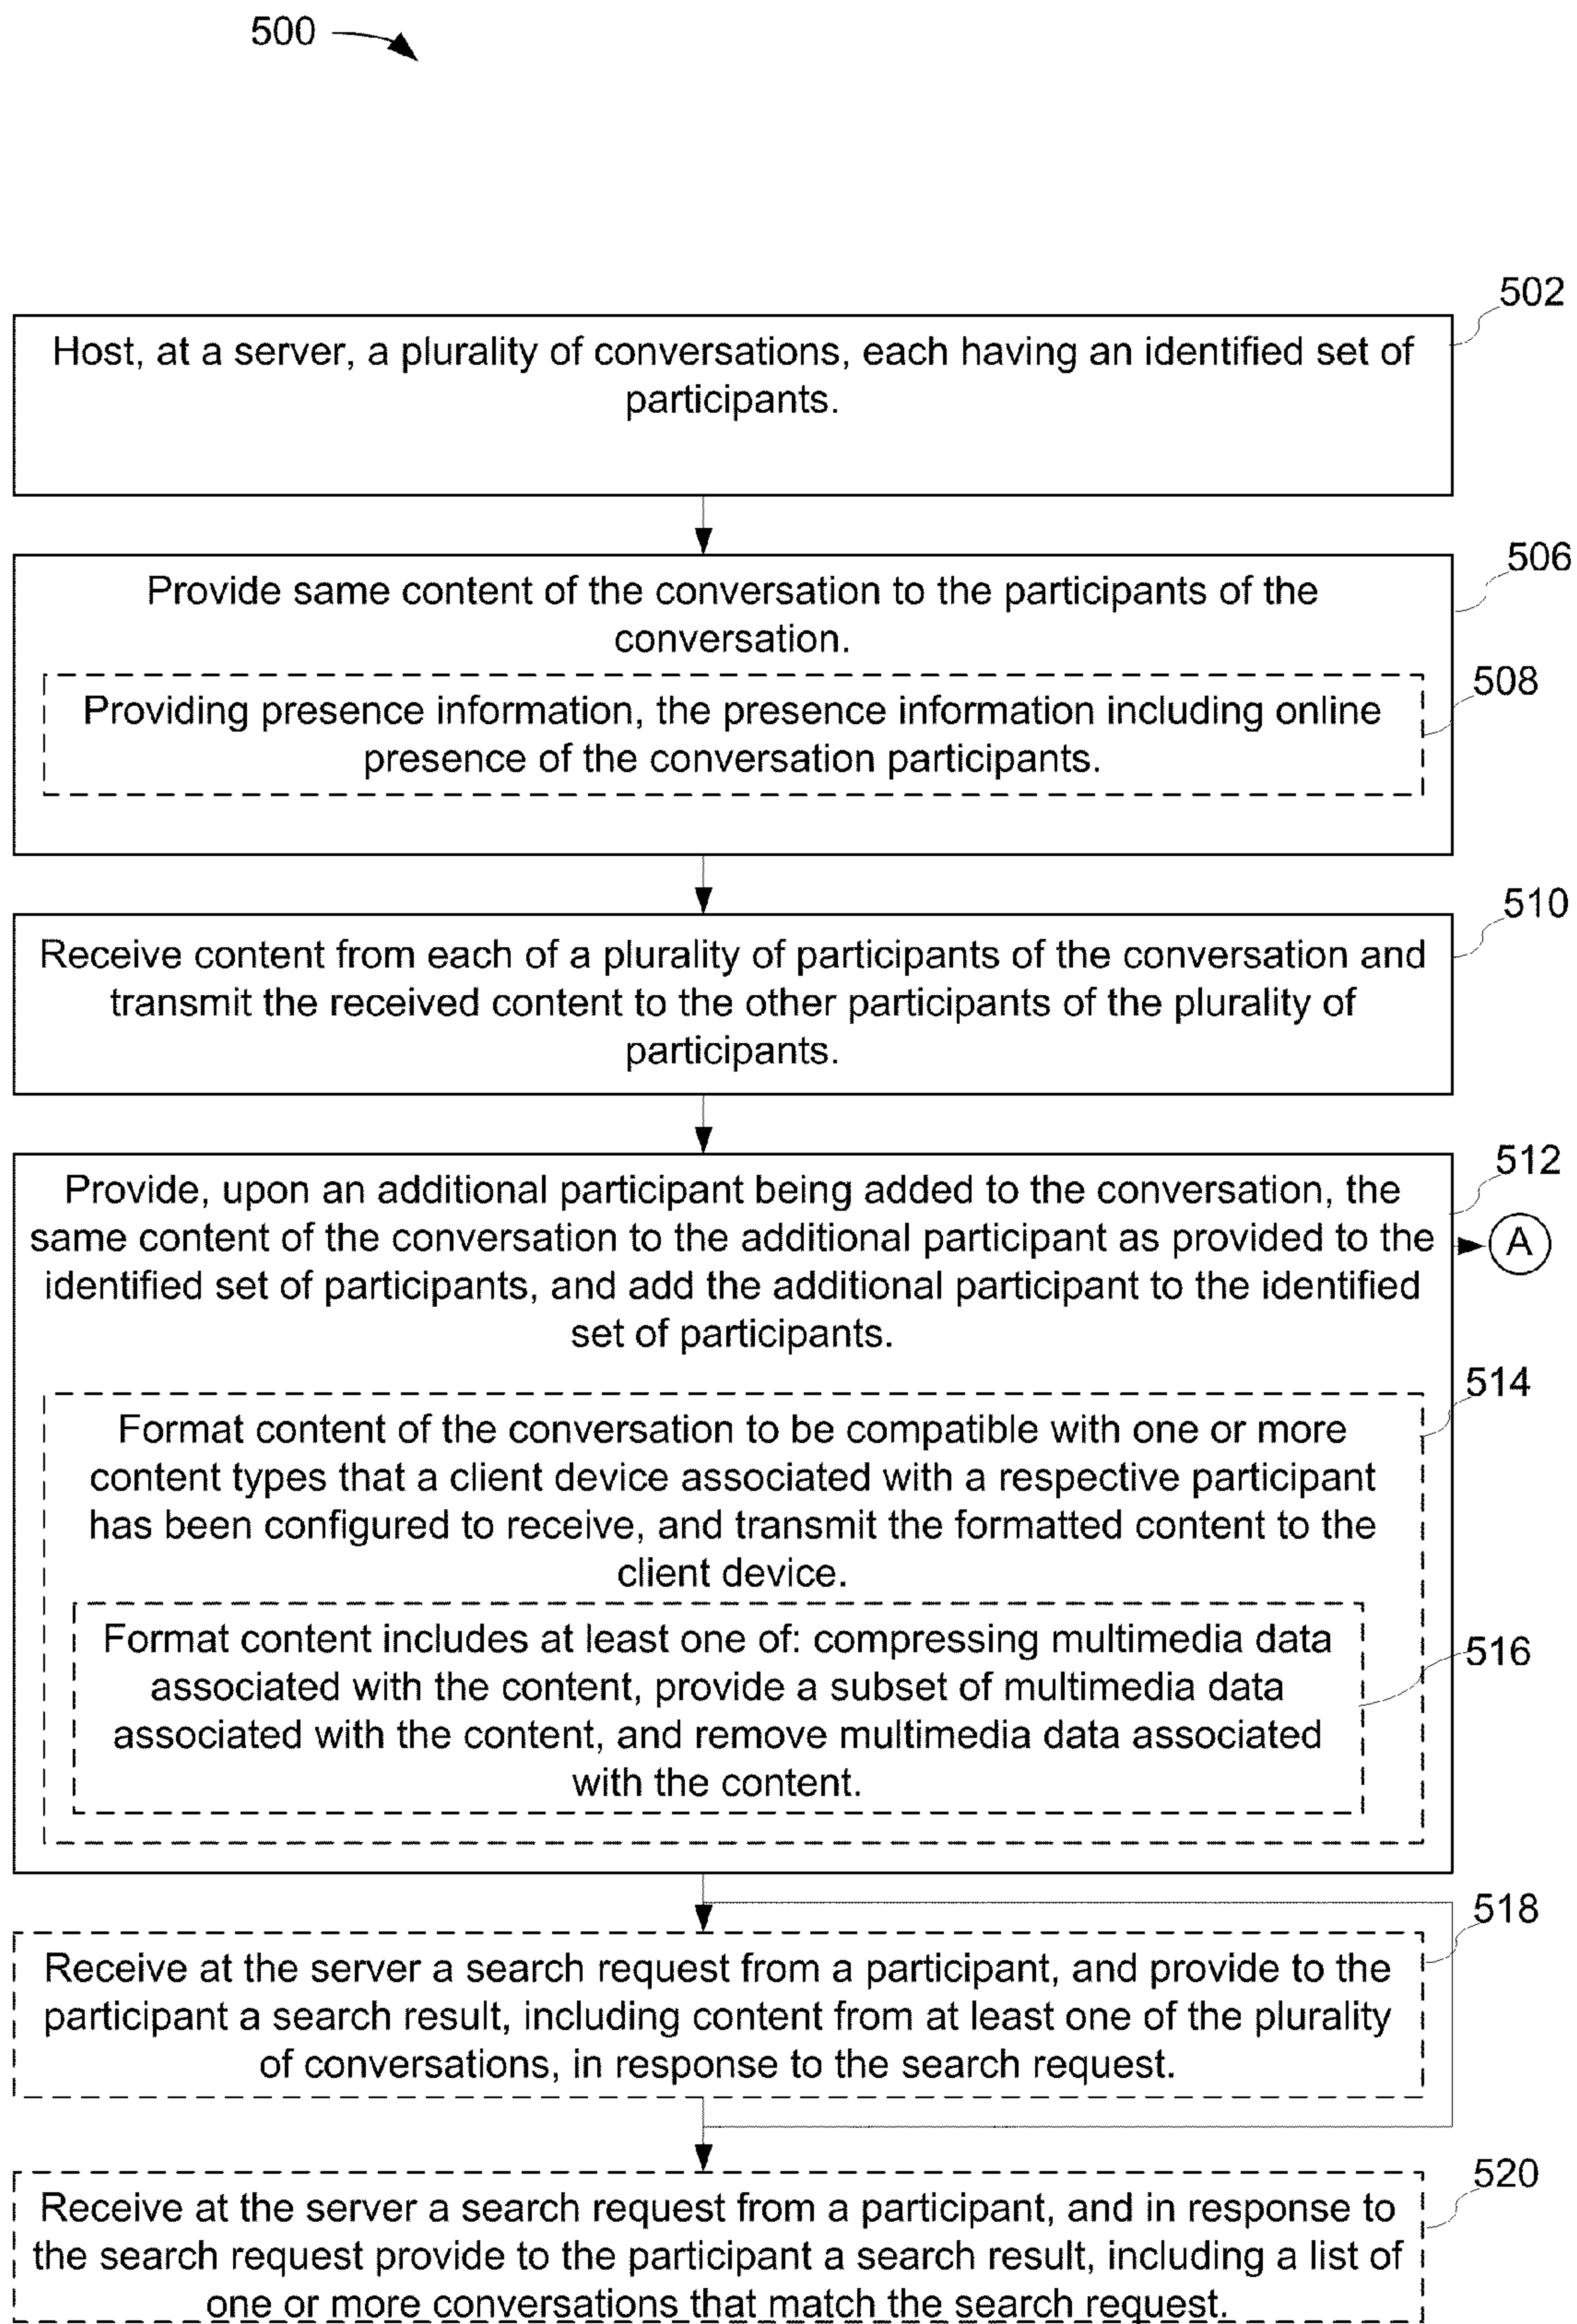 500
502
Host, at a server, a plurality of conversations, each having an identified set of
participants.
506
Provide same content of the conversation to the participants of the
conversation.
508
Providing presence information, the presence information including online
presence of the conversation participants.
510
Receive content from each of a plurality of participants of the conversation and
transmit the received content to the other participants of the plurality of
participants.
512
Provide, upon an additional participant being added to the conversation, the
same content of the conversation to the additional participant as provided to the
identified set of participants, and add the additional participant to the identified
set of participants.
A
514
Format content of the conversation to be compatible with one or more
content types that a client device associated with a respective participant
has been configured to receive, and transmit the formatted content to the
client device.
516
Format content includes at least one of: compressing multimedia data
associated with the content, provide a subset of multimedia data
associated with the content, and remove multimedia data associated
with the content.
518
Receive at the server a search request from a participant, and provide to the
participant a search result, including content from at least one of the plurality
of conversations, in response to the search request.
520
Receive at the server a search request from a participant, and in response to
the search request provide to the participant a search result, including a list of
one or more conversations that match the search request.